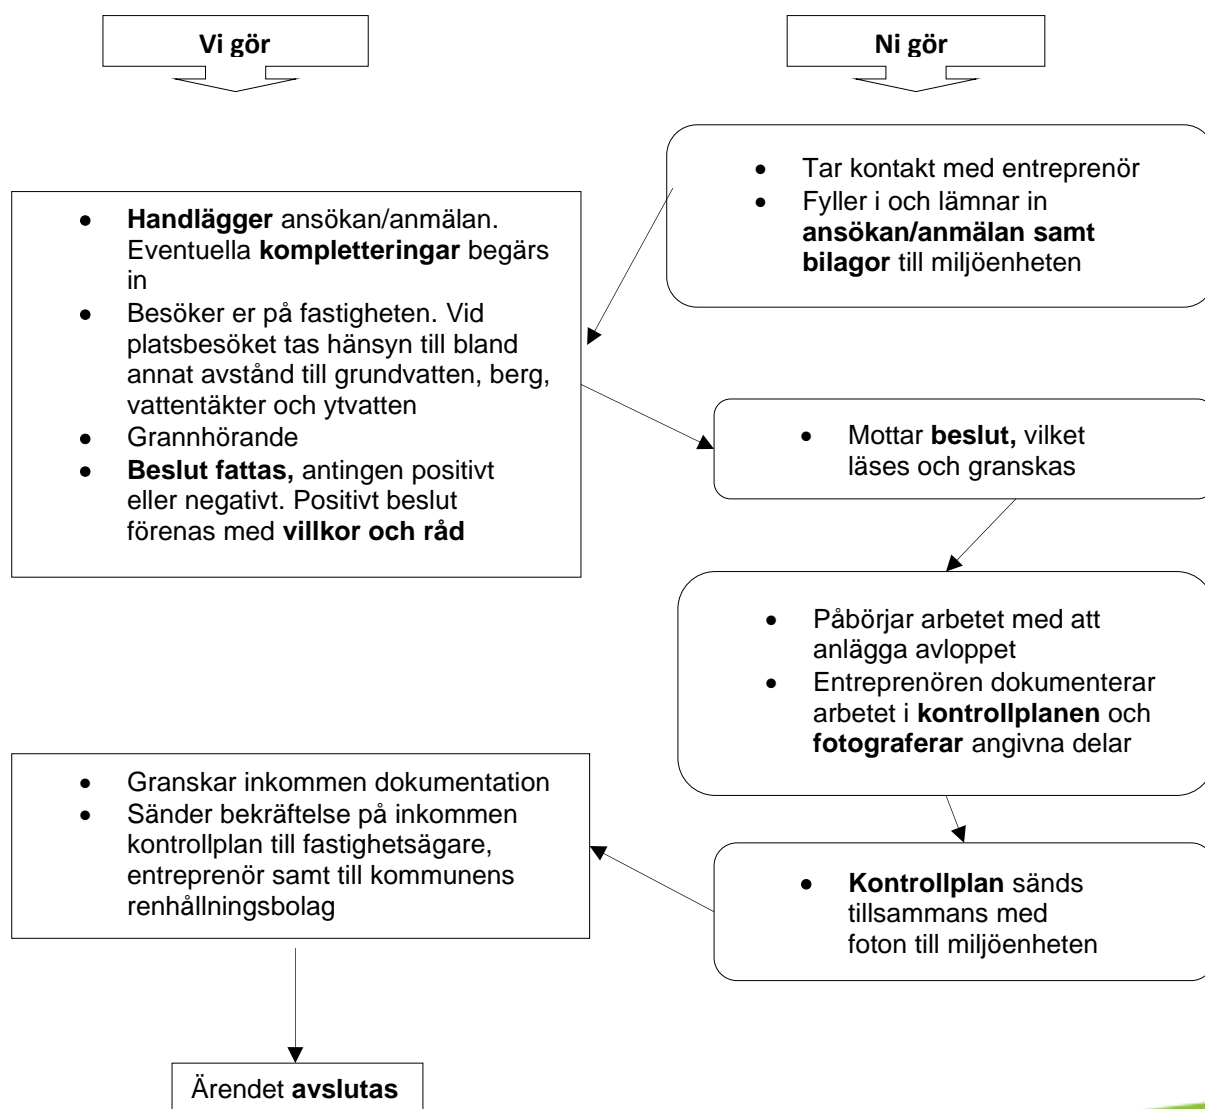 Vi gör
Ni gör
• Tar kontakt med entreprenör
• Fyller i och lämnar in
ansökan/anmälan samt
bilagor till miljöenheten
• Handlägger ansökan/anmälan.
Eventuella kompletteringar begärs
in
• Besöker er på fastigheten. Vid
platsbesöket tas hänsyn till bland
annat avstånd till grundvatten, berg,
vattentäkter och ytvatten
• Grannhörande
• Beslut fattas, antingen positivt
eller negativt. Positivt beslut
förenas med villkor och råd
• Mottar beslut, vilket
läses och granskas
• Påbörjar arbetet med att
anlägga avloppet
• Entreprenören dokumenterar
arbetet i kontrollplanen och
fotograferar angivna delar
• Kontrollplan sänds
tillsammans med
foton till miljöenheten
• Granskar inkommen dokumentation
• Sänder bekräftelse på inkommen
kontrollplan till fastighetsägare,
entreprenör samt till kommunens
renhållningsbolag
Ärendet avslutas